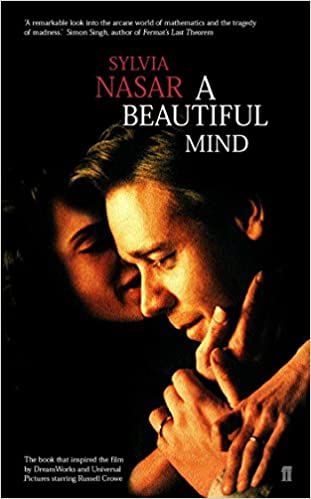 ‘A remarkable look into the arcane world of mathematics and the tragedy
of madness.’ Simon Singh, author of Fermat’s Last Theorem
SYLVIA
NASAR A
BEAUTIFUL
MIND
The book that inspired the film
by DreamWorks and Universal
Pictures starring Russell Crowe
ff